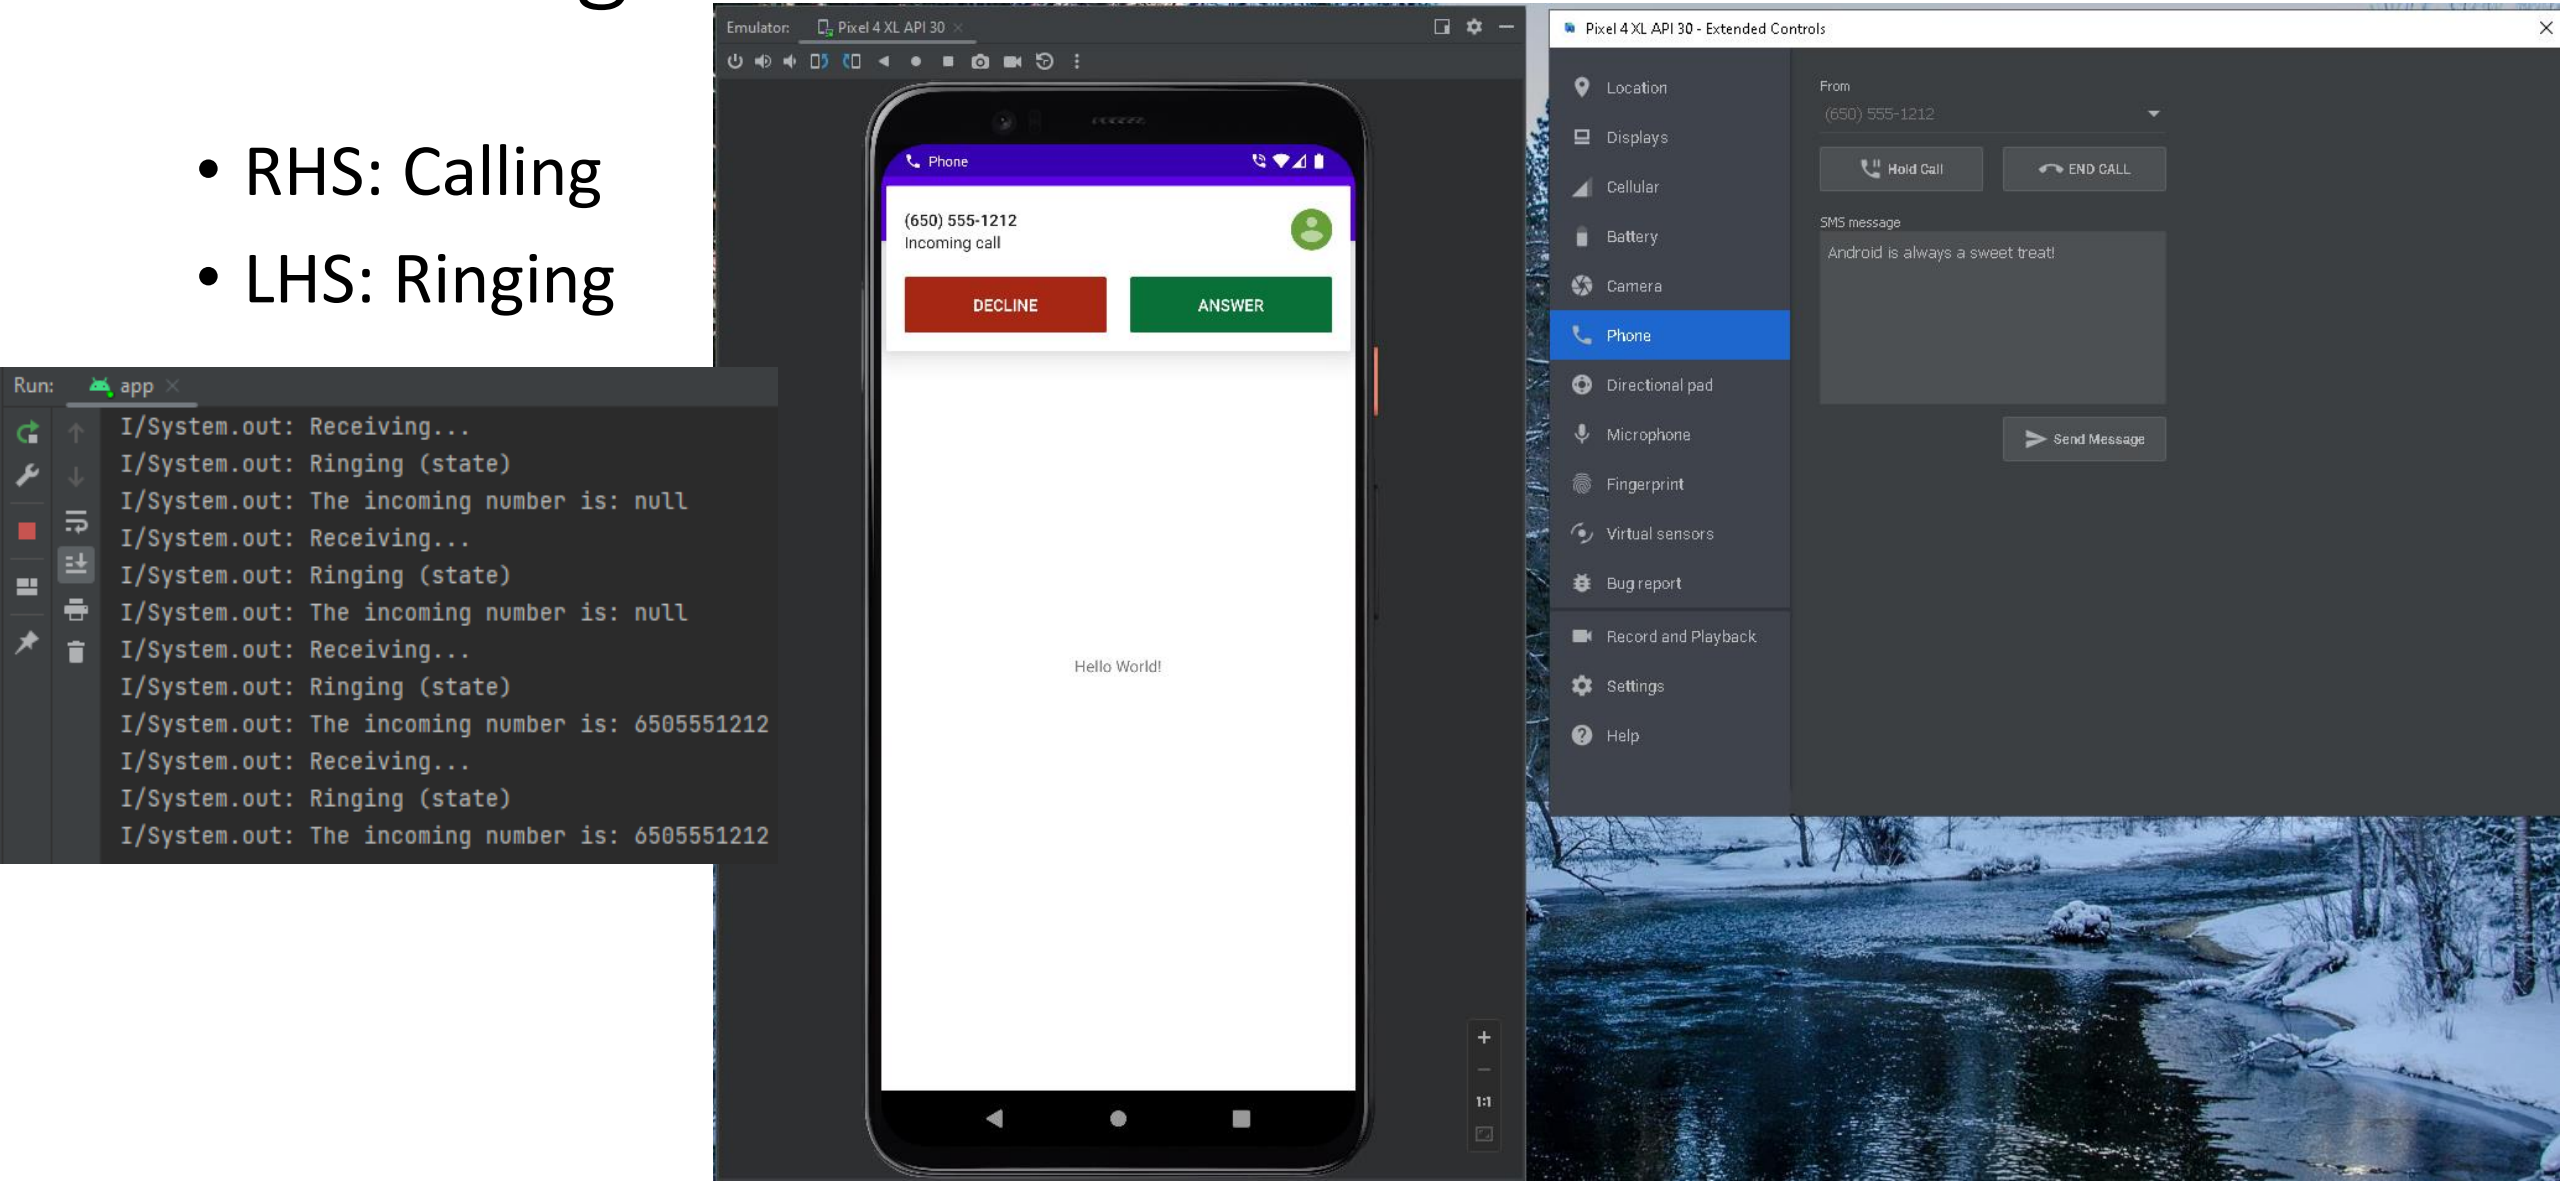 • RHS: Calling
• LHS: Ringing
Run: app
I/System.out: Receiving...
I/System.out: Ringing (state)
I/System.out: The incoming number is: null
I/System.out: Receiving...
I/System.out: Ringing (state)
I/System.out: The incoming number is: null
I/System.out: Receiving...
I/System.out: Ringing (state)
I/System.out: The incoming number is: 6505551212
I/System.out: Receiving...
I/System.out: Ringing (state)
I/System.out: The incoming number is: 6505551212
Emulator: Pixel 4 XL API 30
Phone
(650) 555-1212
Incoming call
DECLINE ANSWER
Hello World!
1:1
Pixel 4 XL API 30 - Extended Controls
Location
Displays
Cellular
Battery
Camera
Phone
Directional pad
Microphone
Fingerprint
Virtual sensors
Bug report
Record and Playback
Settings
Help
From
(650) 555-1212
Hold Call END CALL
SMS message
Android is always a sweet treat!
Send Message